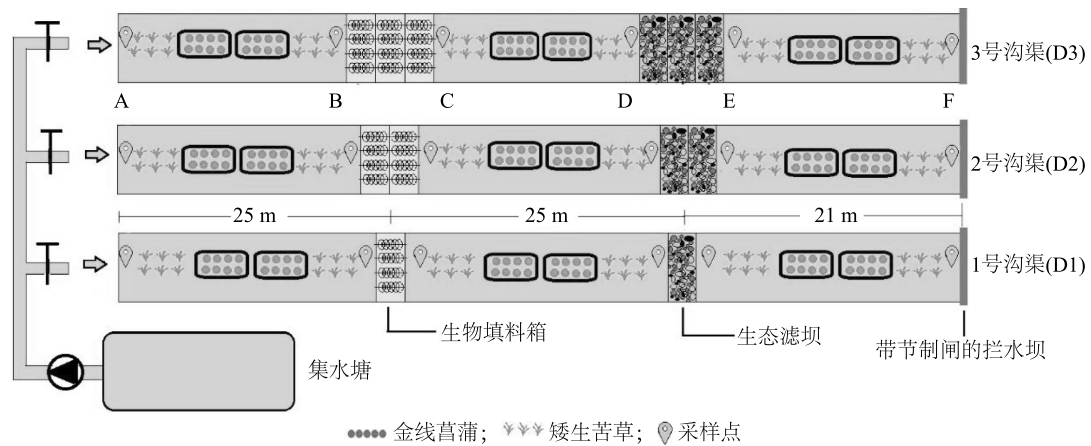 3号沟渠(D3)
A B C D E F
2号沟渠(D2)
25 m 25 m 21 m
1号沟渠(D1)
生物填料箱
生态滤坝
带节制闸的拦水坝
集水塘
金线菖蒲； 矮生苦草； 采样点